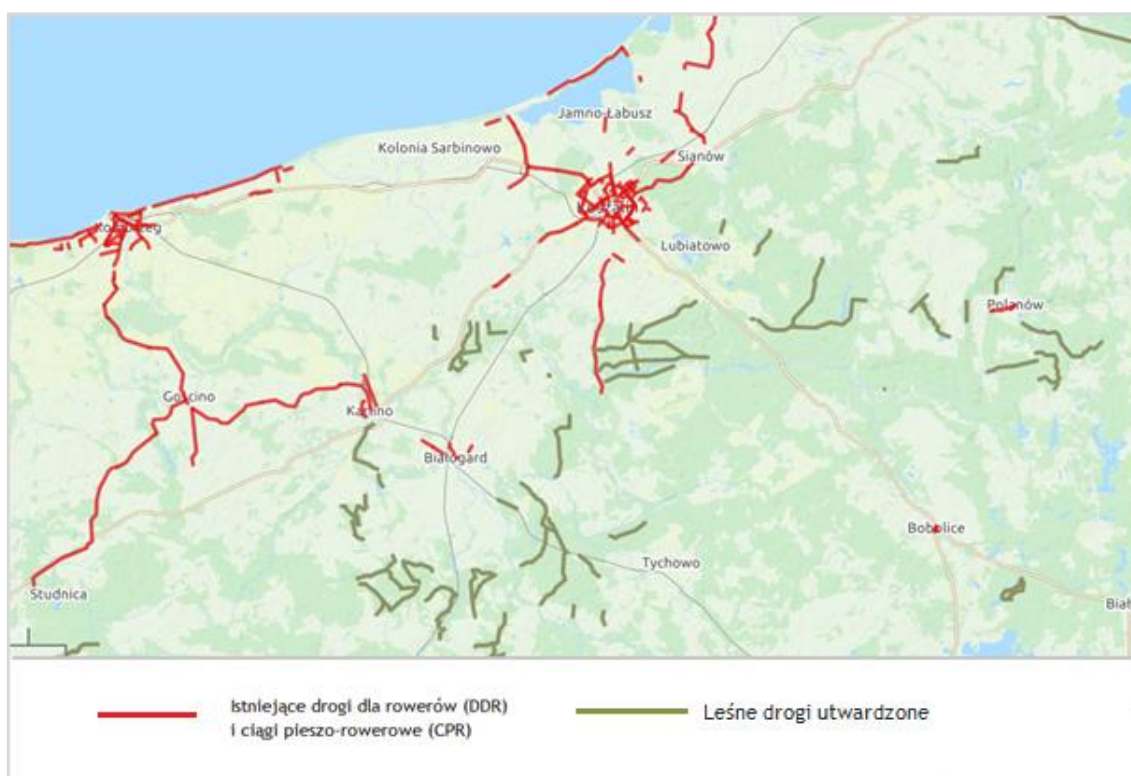 Jamno-Łabusz
Kolonia Sarbinowo
Sianów
Lubiatowo
Polanów
Gościno
Karlino
Białogard
Bobolice
Tychowo
Studnica
Biał
Istniejące drogi dla rowerów (DDR)
i ciągi pieszo-rowerowe (CPR)
Leśne drogi utwardzone